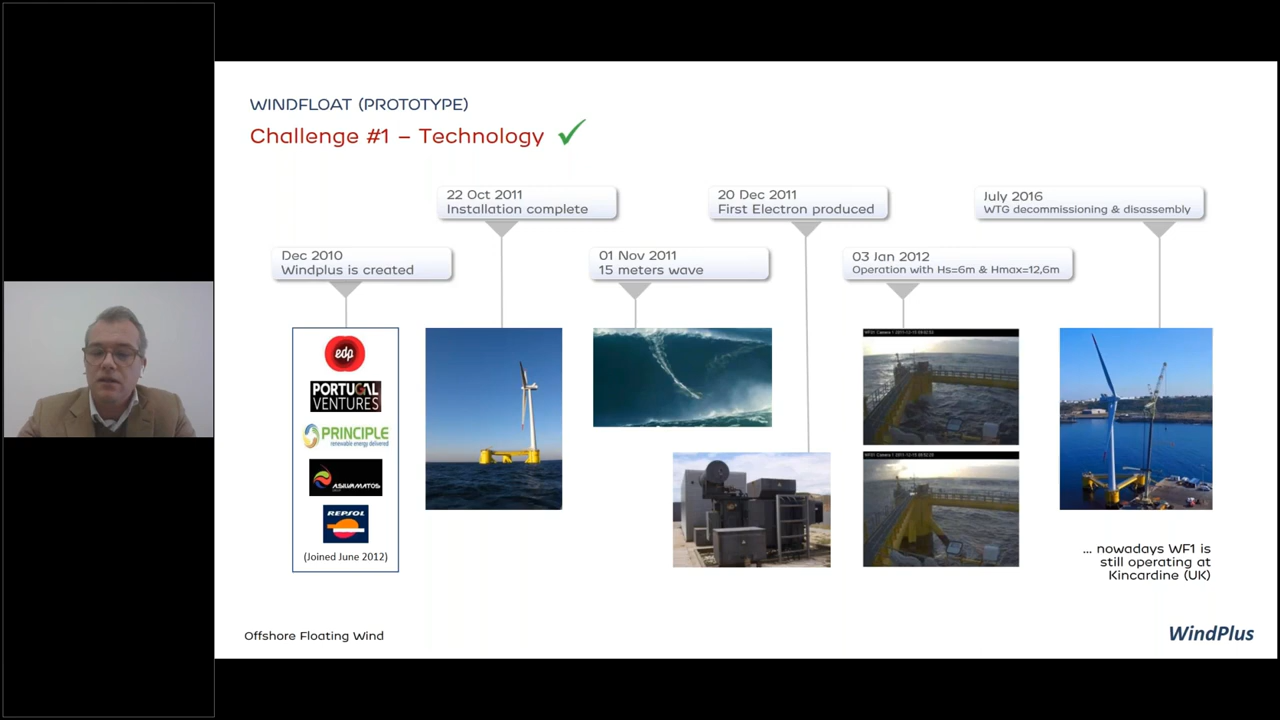 WINDFLOAT (PROTOTYPE)
Challenge #1 – Technology
22 Oct 2011
Installation complete
20 Dec 2011
First Electron produced
July 2016
WTG decommissioning & disassembly
Dec 2010
Windplus is created
01 Nov 2011
15 meters wave
03 Jan 2012
Operation with Hs=6m & Hmax=12,6m
edp
PORTUGAL
VENTURES
PRINCIPLE
renewable energy delivered
A.SILVA MATOS
REPSOL
(Joined June 2012)
... nowadays WF1 is
still operating at
Kincardine (UK)
Offshore Floating Wind
WindPlus